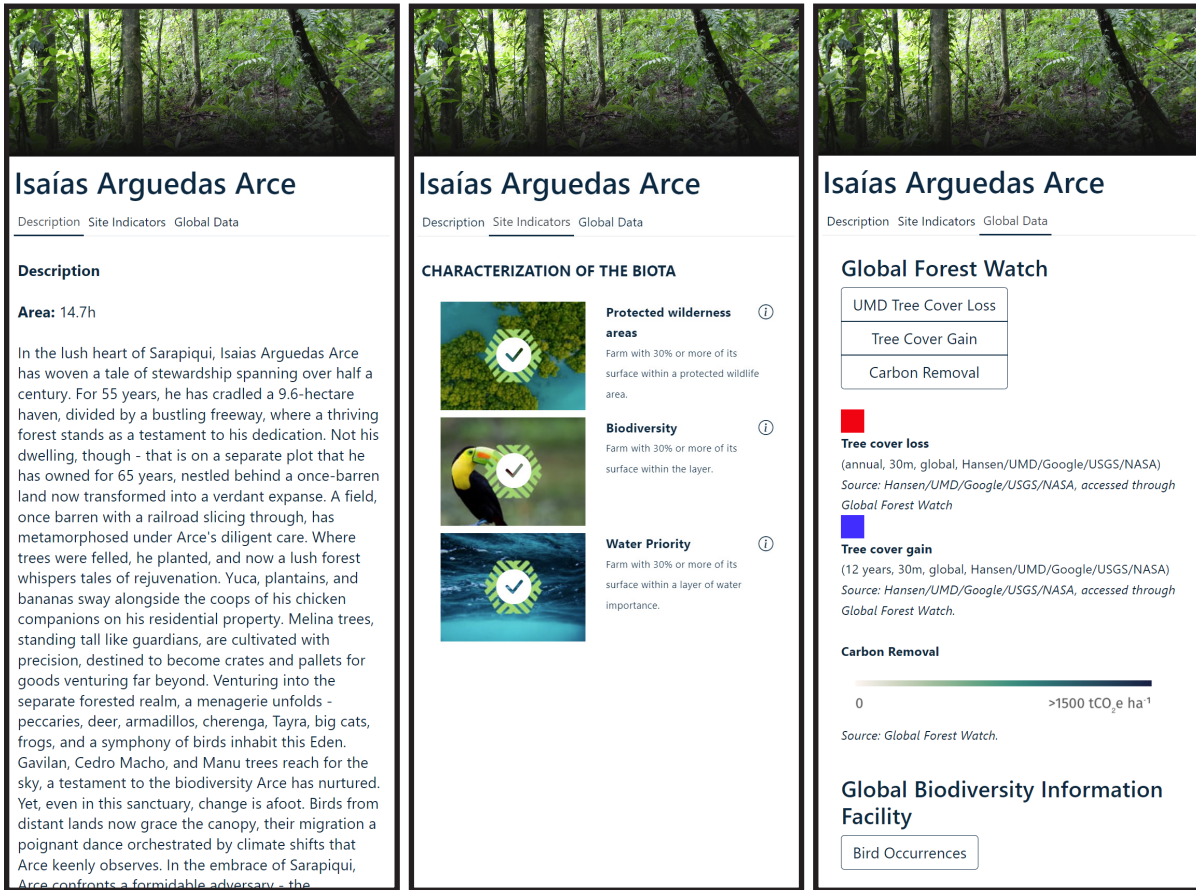 Isaías Arguedas Arce
Description Site Indicators Global Data
Description
Area: 14.7h
In the lush heart of Sarapiqui, Isaias Arguedas Arce
has woven a tale of stewardship spanning over half a
century. For 55 years, he has cradled a 9.6-hectare
haven, divided by a bustling freeway, where a thriving
forest stands as a testament to his dedication. Not his
dwelling, though - that is on a separate plot that he
has owned for 65 years, nestled behind a once-barren
land now transformed into a verdant expanse. A field,
once barren with a railroad slicing through, has
metamorphosed under Arce's diligent care. Where
trees were felled, he planted, and now a lush forest
whispers tales of rejuvenation. Yuca, plantains, and
bananas sway alongside the coops of his chicken
companions on his residential property. Melina trees,
standing tall like guardians, are cultivated with
precision, destined to become crates and pallets for
goods venturing far beyond. Venturing into the
separate forested realm, a menagerie unfolds -
peccaries, deer, armadillos, cherenga, Tayra, big cats,
frogs, and a symphony of birds inhabit this Eden.
Gavilan, Cedro Macho, and Manu trees reach for the
sky, a testament to the biodiversity Arce has nurtured.
Yet, even in this sanctuary, change is afoot. Birds from
distant lands now grace the canopy, their migration a
poignant dance orchestrated by climate shifts that
Arce keenly observes. In the embrace of Sarapiqui,
Arce confronts a formidable adversary - the
Isaías Arguedas Arce
Description Site Indicators Global Data
CHARACTERIZATION OF THE BIOTA
Protected wilderness
areas
Farm with 30% or more of its
surface within a protected wildlife
area.
Biodiversity
Farm with 30% or more of its
surface within the layer.
Water Priority
Farm with 30% or more of its
surface within a layer of water
importance.
Isaías Arguedas Arce
Description Site Indicators Global Data
Global Forest Watch
UMD Tree Cover Loss
Tree Cover Gain
Carbon Removal
Tree cover loss
(annual, 30m, global, Hansen/UMD/Google/USGS/NASA)
Source: Hansen/UMD/Google/USGS/NASA, accessed through
Global Forest Watch
Tree cover gain
(12 years, 30m, global, Hansen/UMD/Google/USGS/NASA)
Source: Hansen/UMD/Google/USGS/NASA, accessed through
Global Forest Watch.
Carbon Removal
0 >1500 tCO₂e ha⁻¹
Source: Global Forest Watch.
Global Biodiversity Information
Facility
Bird Occurrences